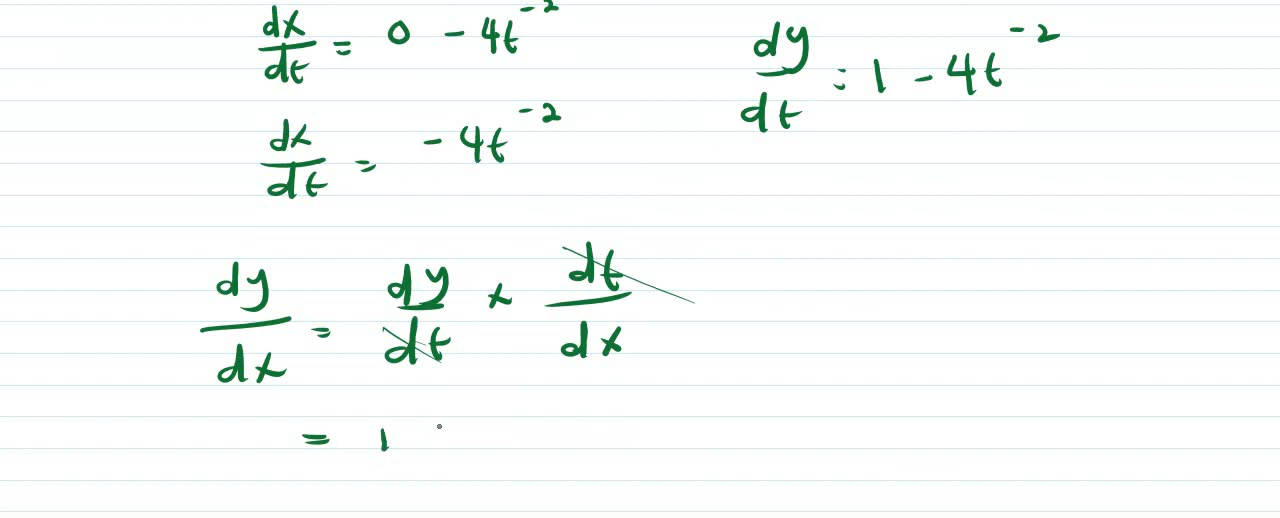 dx/dt = 0 - 4t^-2
dy/dt = 1 - 4t^-2
dx/dt = -4t^-2
dy/dx = dy/dt × dt/dx
= 1